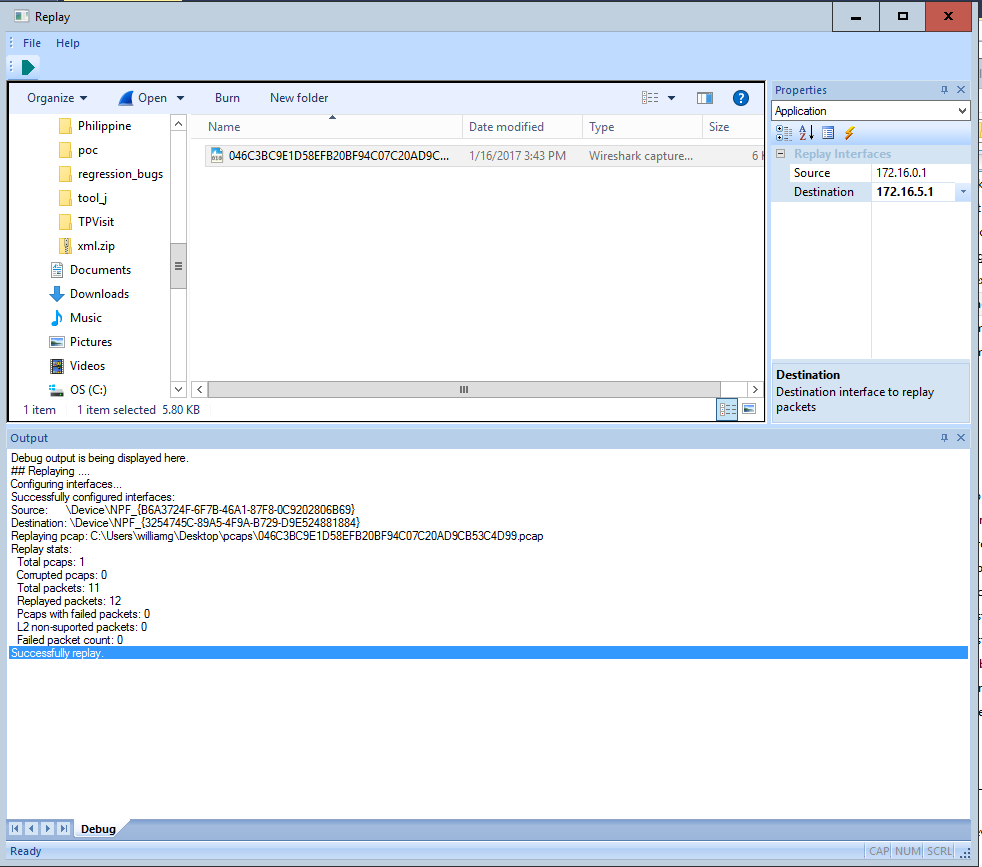 Replay
File Help
Organize Open Burn New folder
Philippine
poc
regression_bugs
tool_j
TPVisit
xml.zip
Documents
Downloads
Music
Pictures
Videos
OS (C:)
Name Date modified Type Size
046C3BC9E1D58EFB20BF94C07C20AD9C... 1/16/2017 3:43 PM Wireshark capture... 6
1 item 1 item selected 5.80 KB
Properties
Application
Replay Interfaces
Source 172.16.0.1
Destination 172.16.5.1
Destination
Destination interface to replay
packets
Output
Debug output is being displayed here.
## Replaying ....
Configuring interfaces...
Successfully configured interfaces:
Source: \Device\NPF_{B6A3724F-6F7B-46A1-87F8-0C9202806B69}
Destination: \Device\NPF_{3254745C-89A5-4F9A-B729-D9E524881884}
Replaying pcap: C:\Users\williamg\Desktop\pcaps\046C3BC9E1D58EFB20BF94C07C20AD9CB53C4D99.pcap
Replay stats:
Total pcaps: 1
Corrupted pcaps: 0
Total packets: 11
Replayed packets: 12
Pcaps with failed packets: 0
L2 non-suported packets: 0
Failed packet count: 0
Successfully replay.
Debug
Ready CAP NUM SCRL